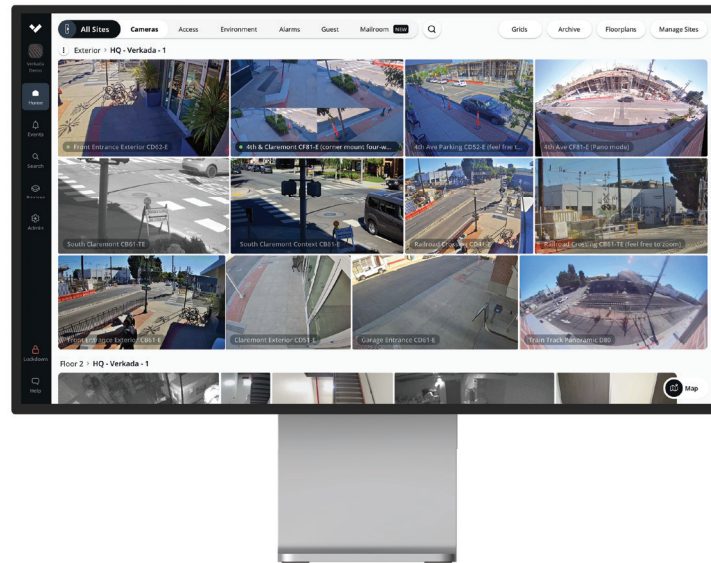 All Sites
Cameras
Access
Environment
Alarms
Guest
Mailroom NEW
Grids
Archive
Floorplans
Manage Sites
Verkada
Demo
Home
Events
Search
Admin
Lockdown
Help
Exterior > HQ - Verkada - 1
Front Entrance Exterior CD62-E
4th & Claremont CF81-E (corner mount four-w...
4th Ave Parking CD52-E (feel free t...
4th Ave CF81-E (Pano mode)
South Claremont CB61-TE
South Claremont Context CB61-E
Railroad Crossing CD41-E
Railroad Crossing CB61-TE (feel free to zoom)
Front Entrance Exterior CB61-E
Claremont Exterior CD51-E
Garage Entrance CD61-E
Train Track Panoramic D80
Floor 2 > HQ - Verkada - 1
Map